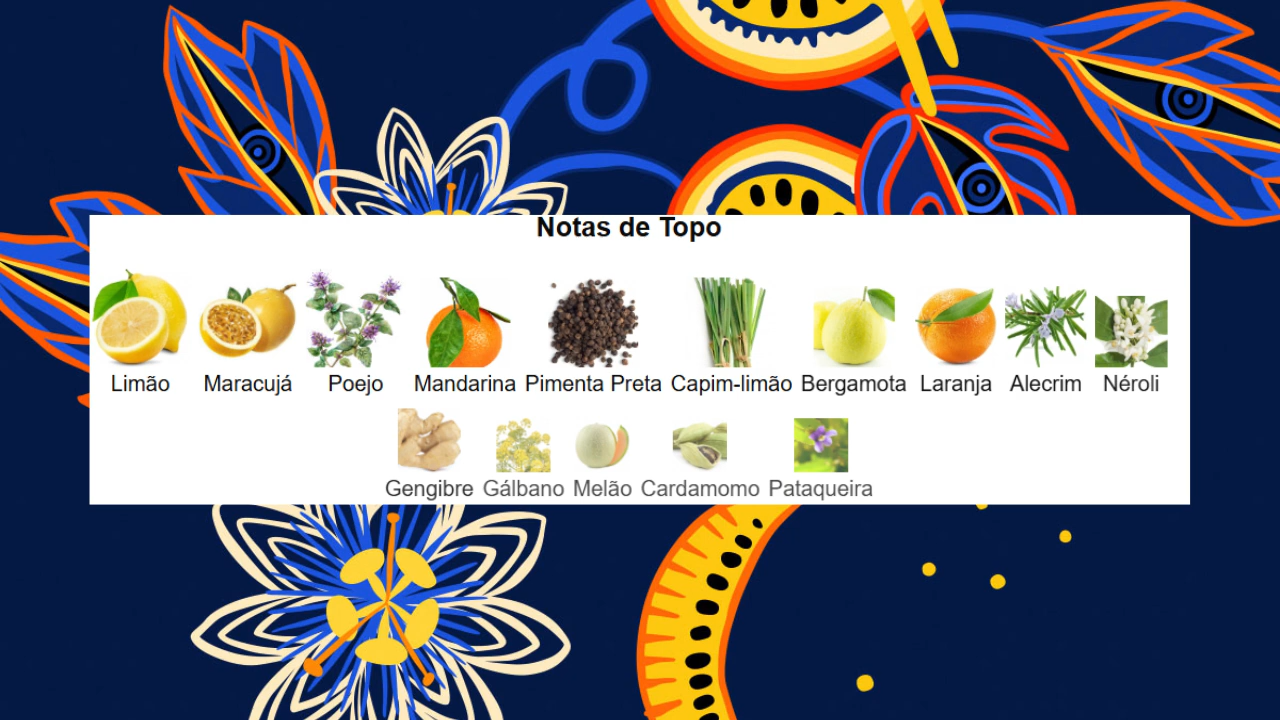 Notas de Topo
Limão Maracujá Poejo Mandarina Pimenta Preta Capim-limão Bergamota Laranja Alecrim Néroli
Gengibre Gálbano Melão Cardamomo Pataqueira